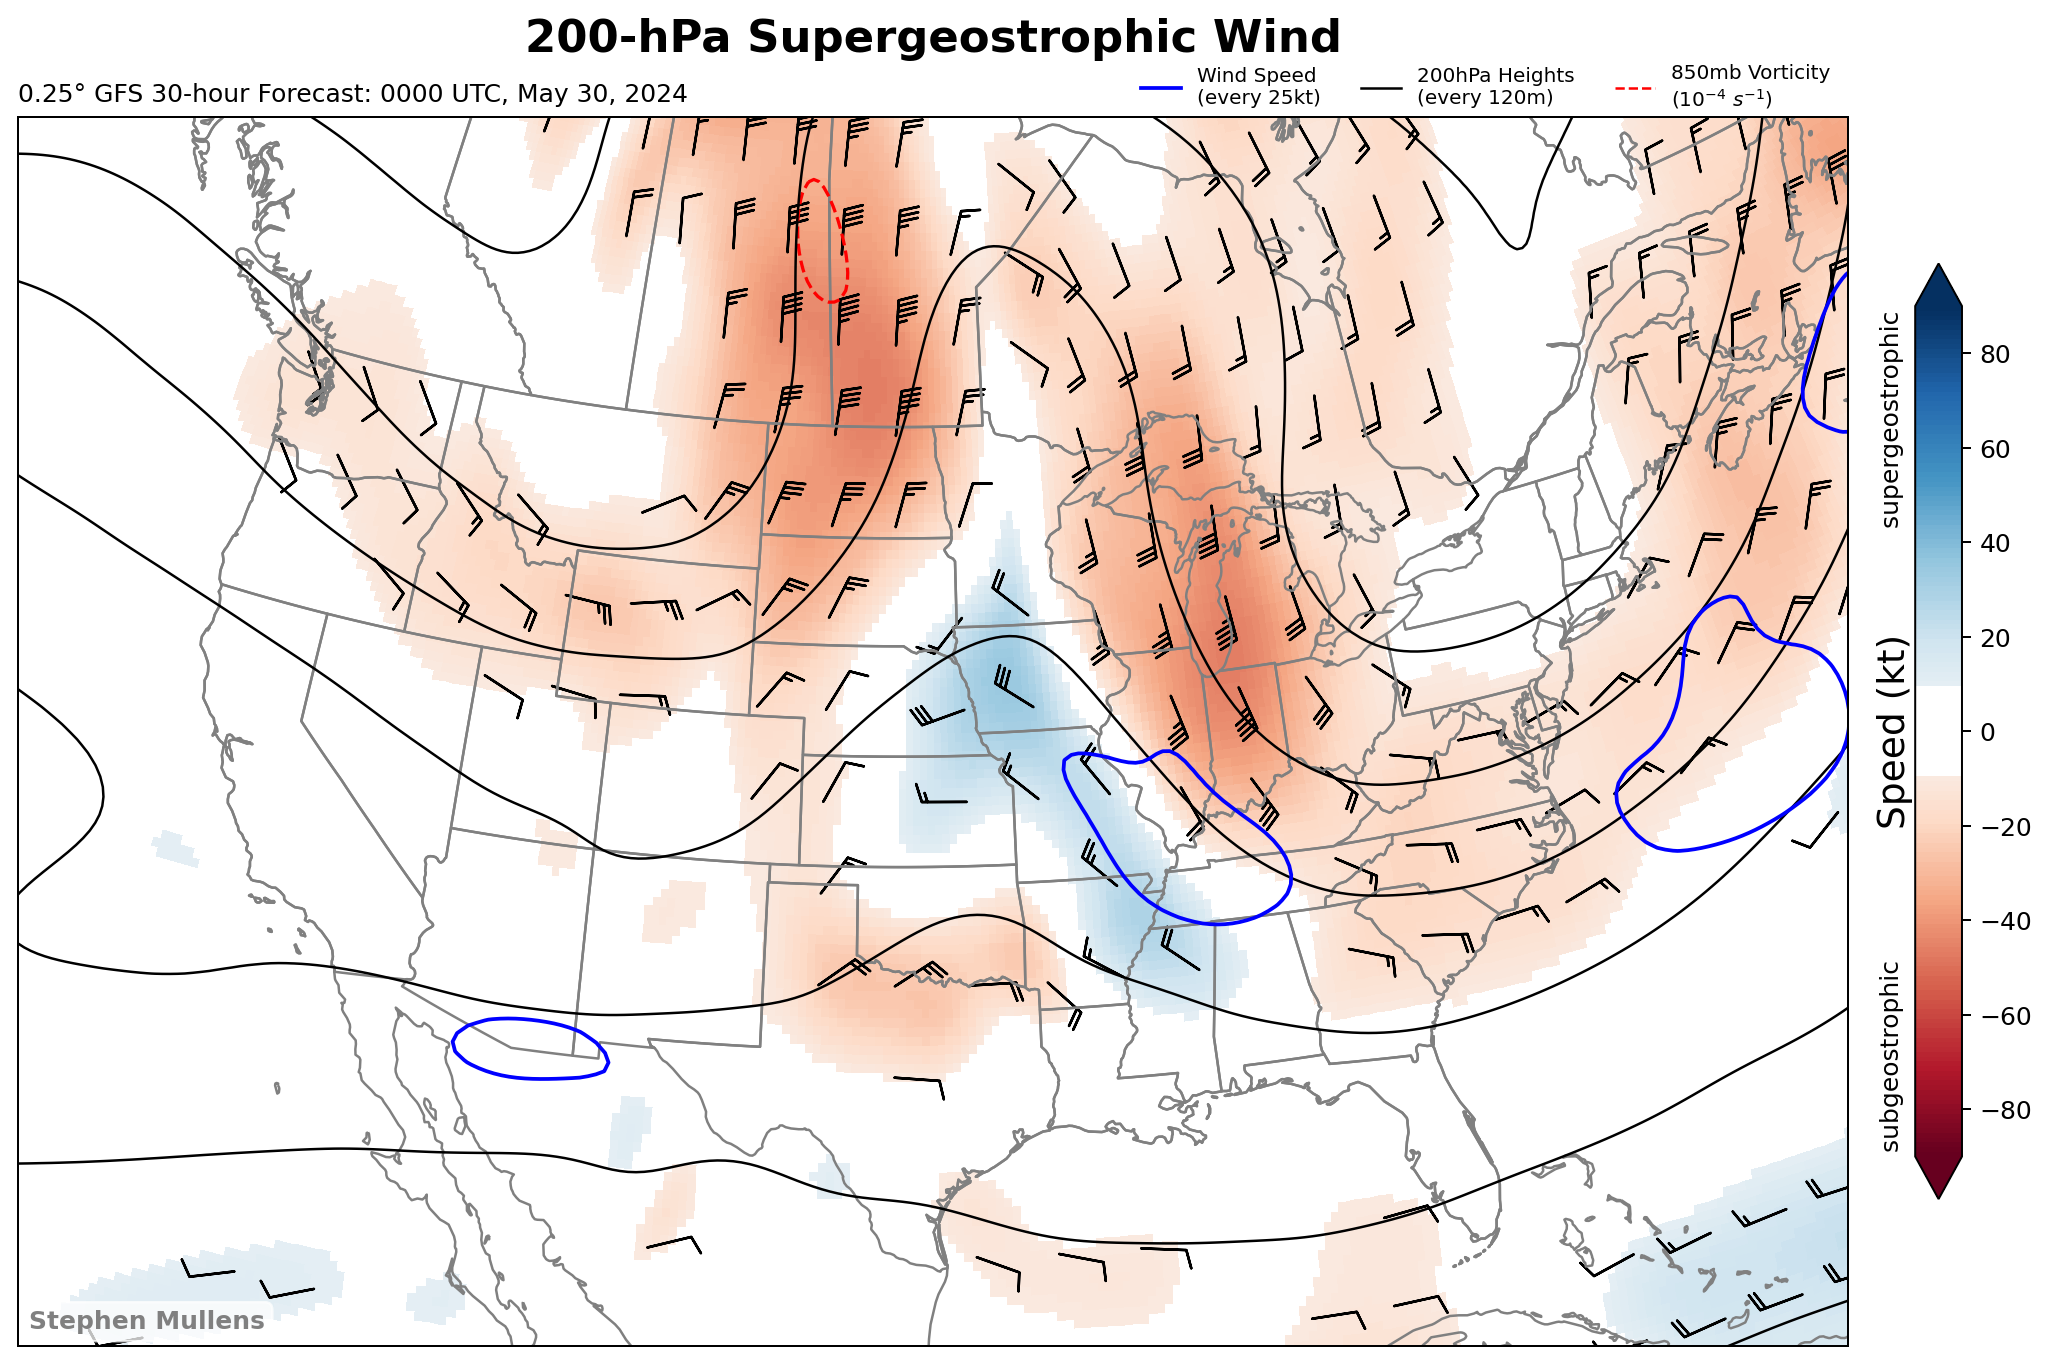 200-hPa Supergeostrophic Wind
0.25° GFS 30-hour Forecast: 0000 UTC, May 30, 2024
Wind Speed
(every 25kt)
200hPa Heights
(every 120m)
850mb Vorticity
(10⁻⁴ s⁻¹)
supergeostrophic
subgeostrophic
Speed (kt)
80
60
40
20
0
−20
−40
−60
−80
Stephen Mullens